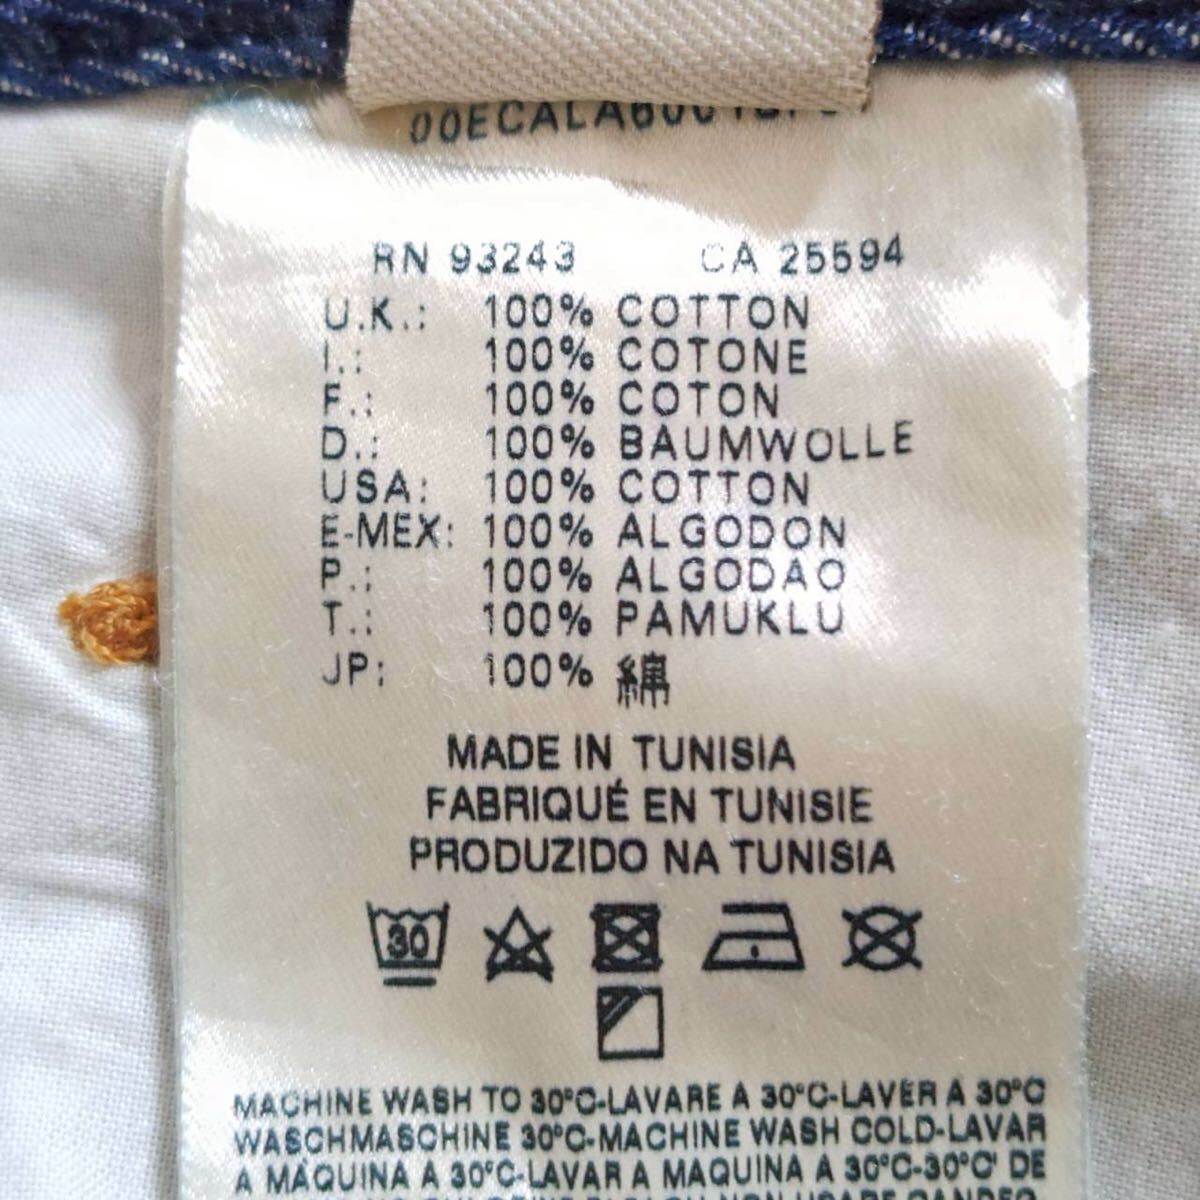 RN 93243 CA 25594
U.K.: 100% COTTON
I.: 100% COTONE
F.: 100% COTON
D.: 100% BAUMWOLLE
USA: 100% COTTON
E-MEX: 100% ALGODON
P.: 100% ALGODAO
T.: 100% PAMUKLU
JP: 100% 綿
MADE IN TUNISIA
FABRIQUÉ EN TUNISIE
PRODUZIDO NA TUNISIA
30
MACHINE WASH TO 30°C-LAVARE A 30°C-LAVER A 30°C
WASCHMASCHINE 30°C-MACHINE WASH COLD-LAVAR
A MÁQUINA A 30°C-LAVAR A MAQUINA A 30°C-30°C' DE